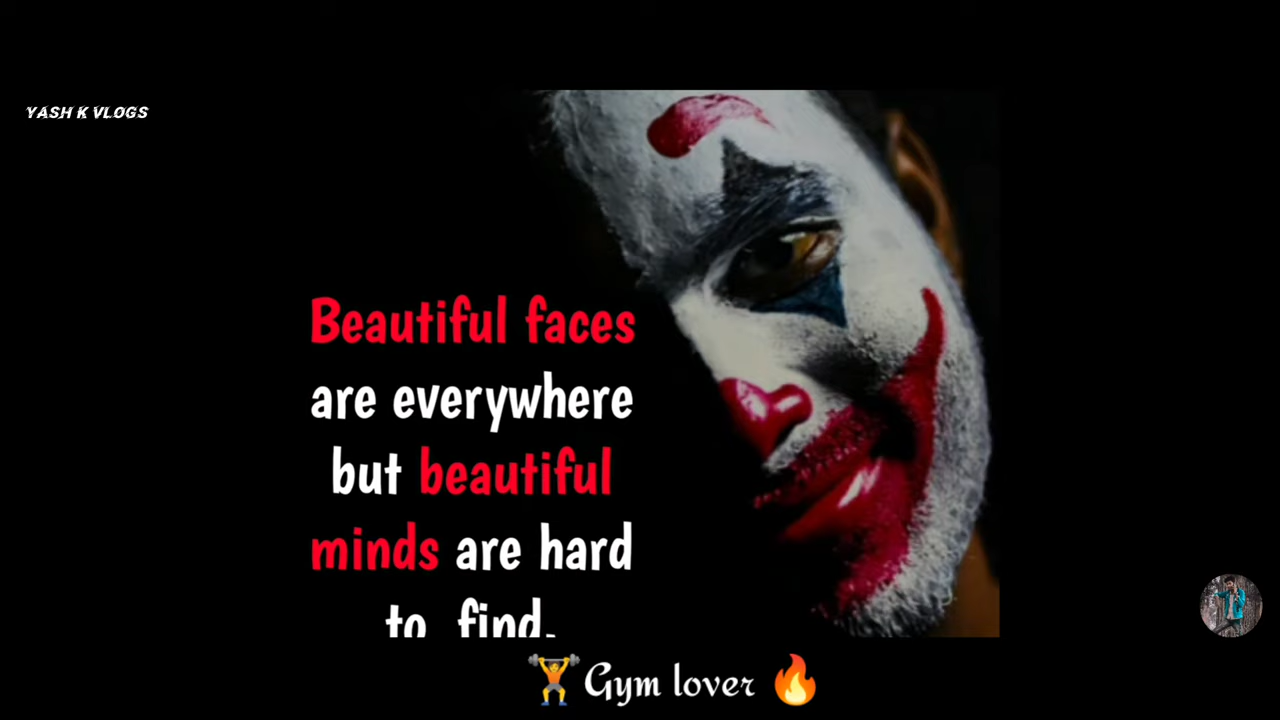 YASH K VLOGS
Beautiful faces
are everywhere
but beautiful
minds are hard
to find.
🏋️Gym lover 🔥